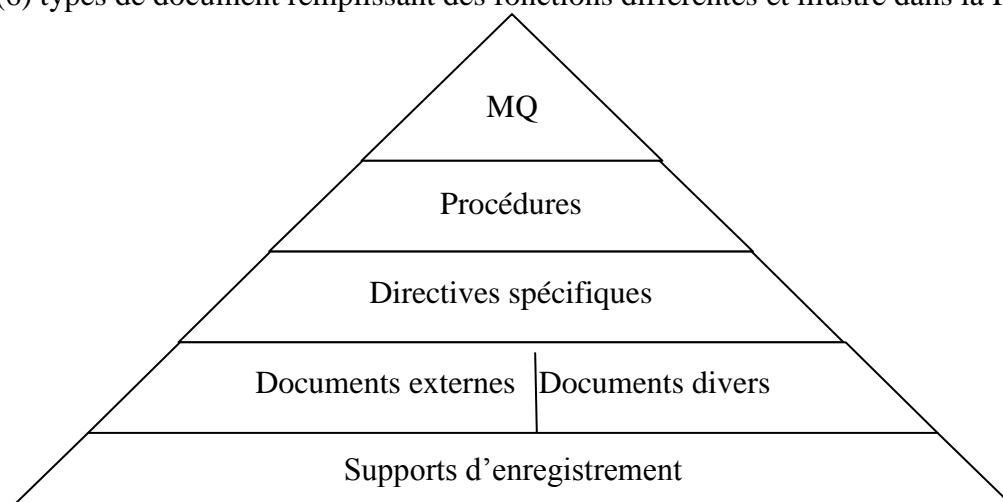 (6) types de document remplissant des fonctions différentes et illustré dans la
MQ
Procédures
Directives spécifiques
Documents externes Documents divers
Supports d’enregistrement